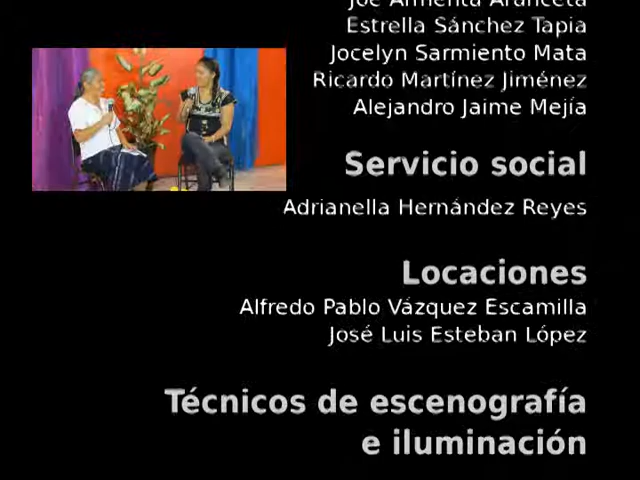 Estrella Sánchez Tapia
Jocelyn Sarmiento Mata
Ricardo Martínez Jiménez
Alejandro Jaime Mejía
Servicio social
Adrianella Hernández Reyes
Locaciones
Alfredo Pablo Vázquez Escamilla
José Luis Esteban López
Técnicos de escenografía
e iluminación